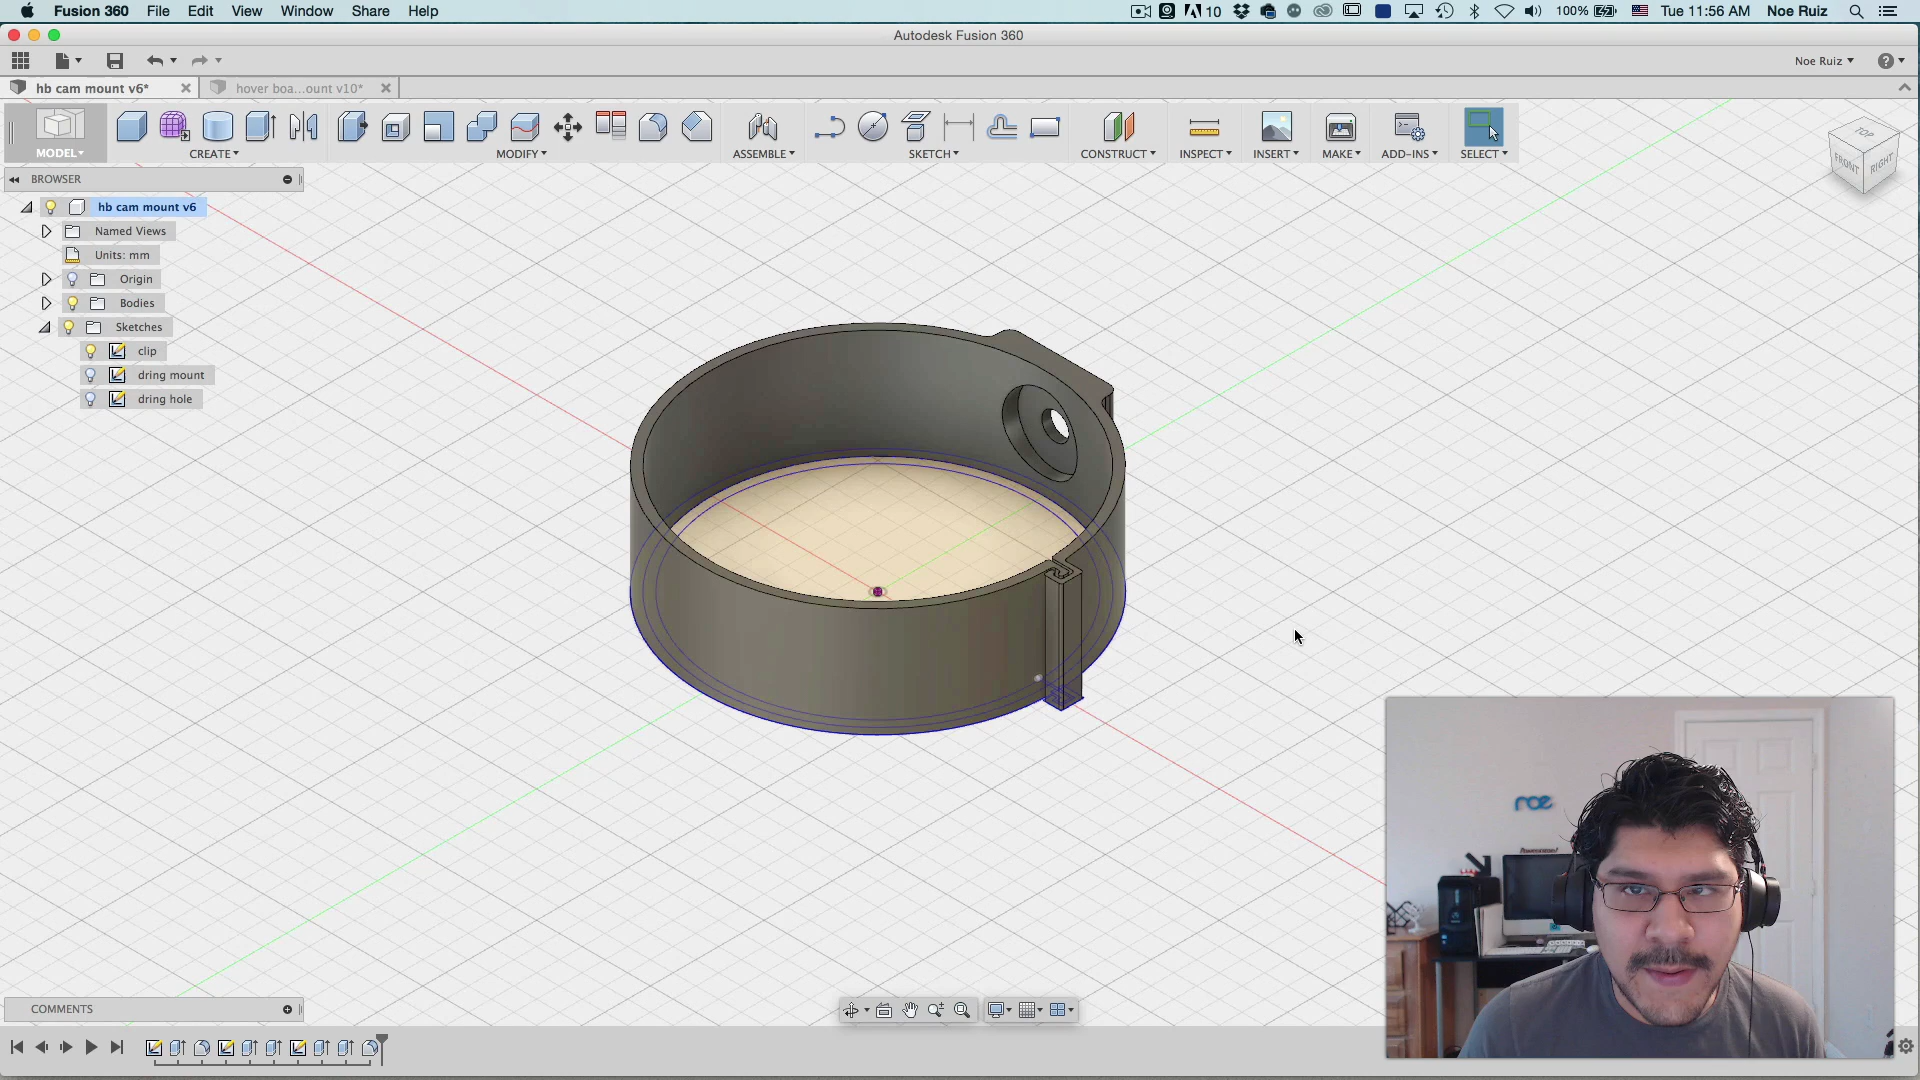 Fusion 360 File Edit View Window Share Help
10 100% Tue 11:56 AM Noe Ruiz
Autodesk Fusion 360
Noe Ruiz
hb cam mount v6* hover boa...ount v10*
MODEL CREATE MODIFY ASSEMBLE SKETCH CONSTRUCT INSPECT INSERT MAKE ADD-INS SELECT
TOP
FRONT RIGHT
BROWSER
hb cam mount v6
Named Views
Units: mm
Origin
Bodies
Sketches
clip
dring mount
dring hole
noe
COMMENTS